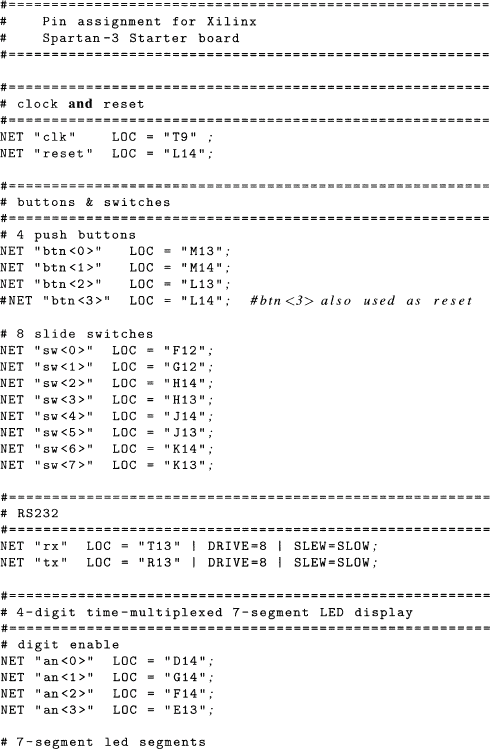 #========================================================
#    Pin assignment for Xilinx
#    Spartan-3 Starter board
#========================================================
#========================================================
# clock and reset
#========================================================
NET "clk"    LOC = "T9" ;
NET "reset"  LOC = "L14";
#========================================================
# buttons & switches
#========================================================
# 4 push buttons
NET "btn<0>"   LOC = "M13";
NET "btn<1>"   LOC = "M14";
NET "btn<2>"   LOC = "L13";
#NET "btn<3>"  LOC = "L14";   #btn<3> also used as reset
# 8 slide switches
NET "sw<0>"  LOC = "F12";
NET "sw<1>"  LOC = "G12";
NET "sw<2>"  LOC = "H14";
NET "sw<3>"  LOC = "H13";
NET "sw<4>"  LOC = "J14";
NET "sw<5>"  LOC = "J13";
NET "sw<6>"  LOC = "K14";
NET "sw<7>"  LOC = "K13";
#========================================================
# RS232
#========================================================
NET "rx"  LOC = "T13" | DRIVE=8 | SLEW=SLOW;
NET "tx"  LOC = "R13" | DRIVE=8 | SLEW=SLOW;
#========================================================
# 4-digit time-multiplexed 7-segment LED display
#========================================================
# digit enable
NET "an<0>"  LOC = "D14";
NET "an<1>"  LOC = "G14";
NET "an<2>"  LOC = "F14";
NET "an<3>"  LOC = "E13";
# 7-segment led segments